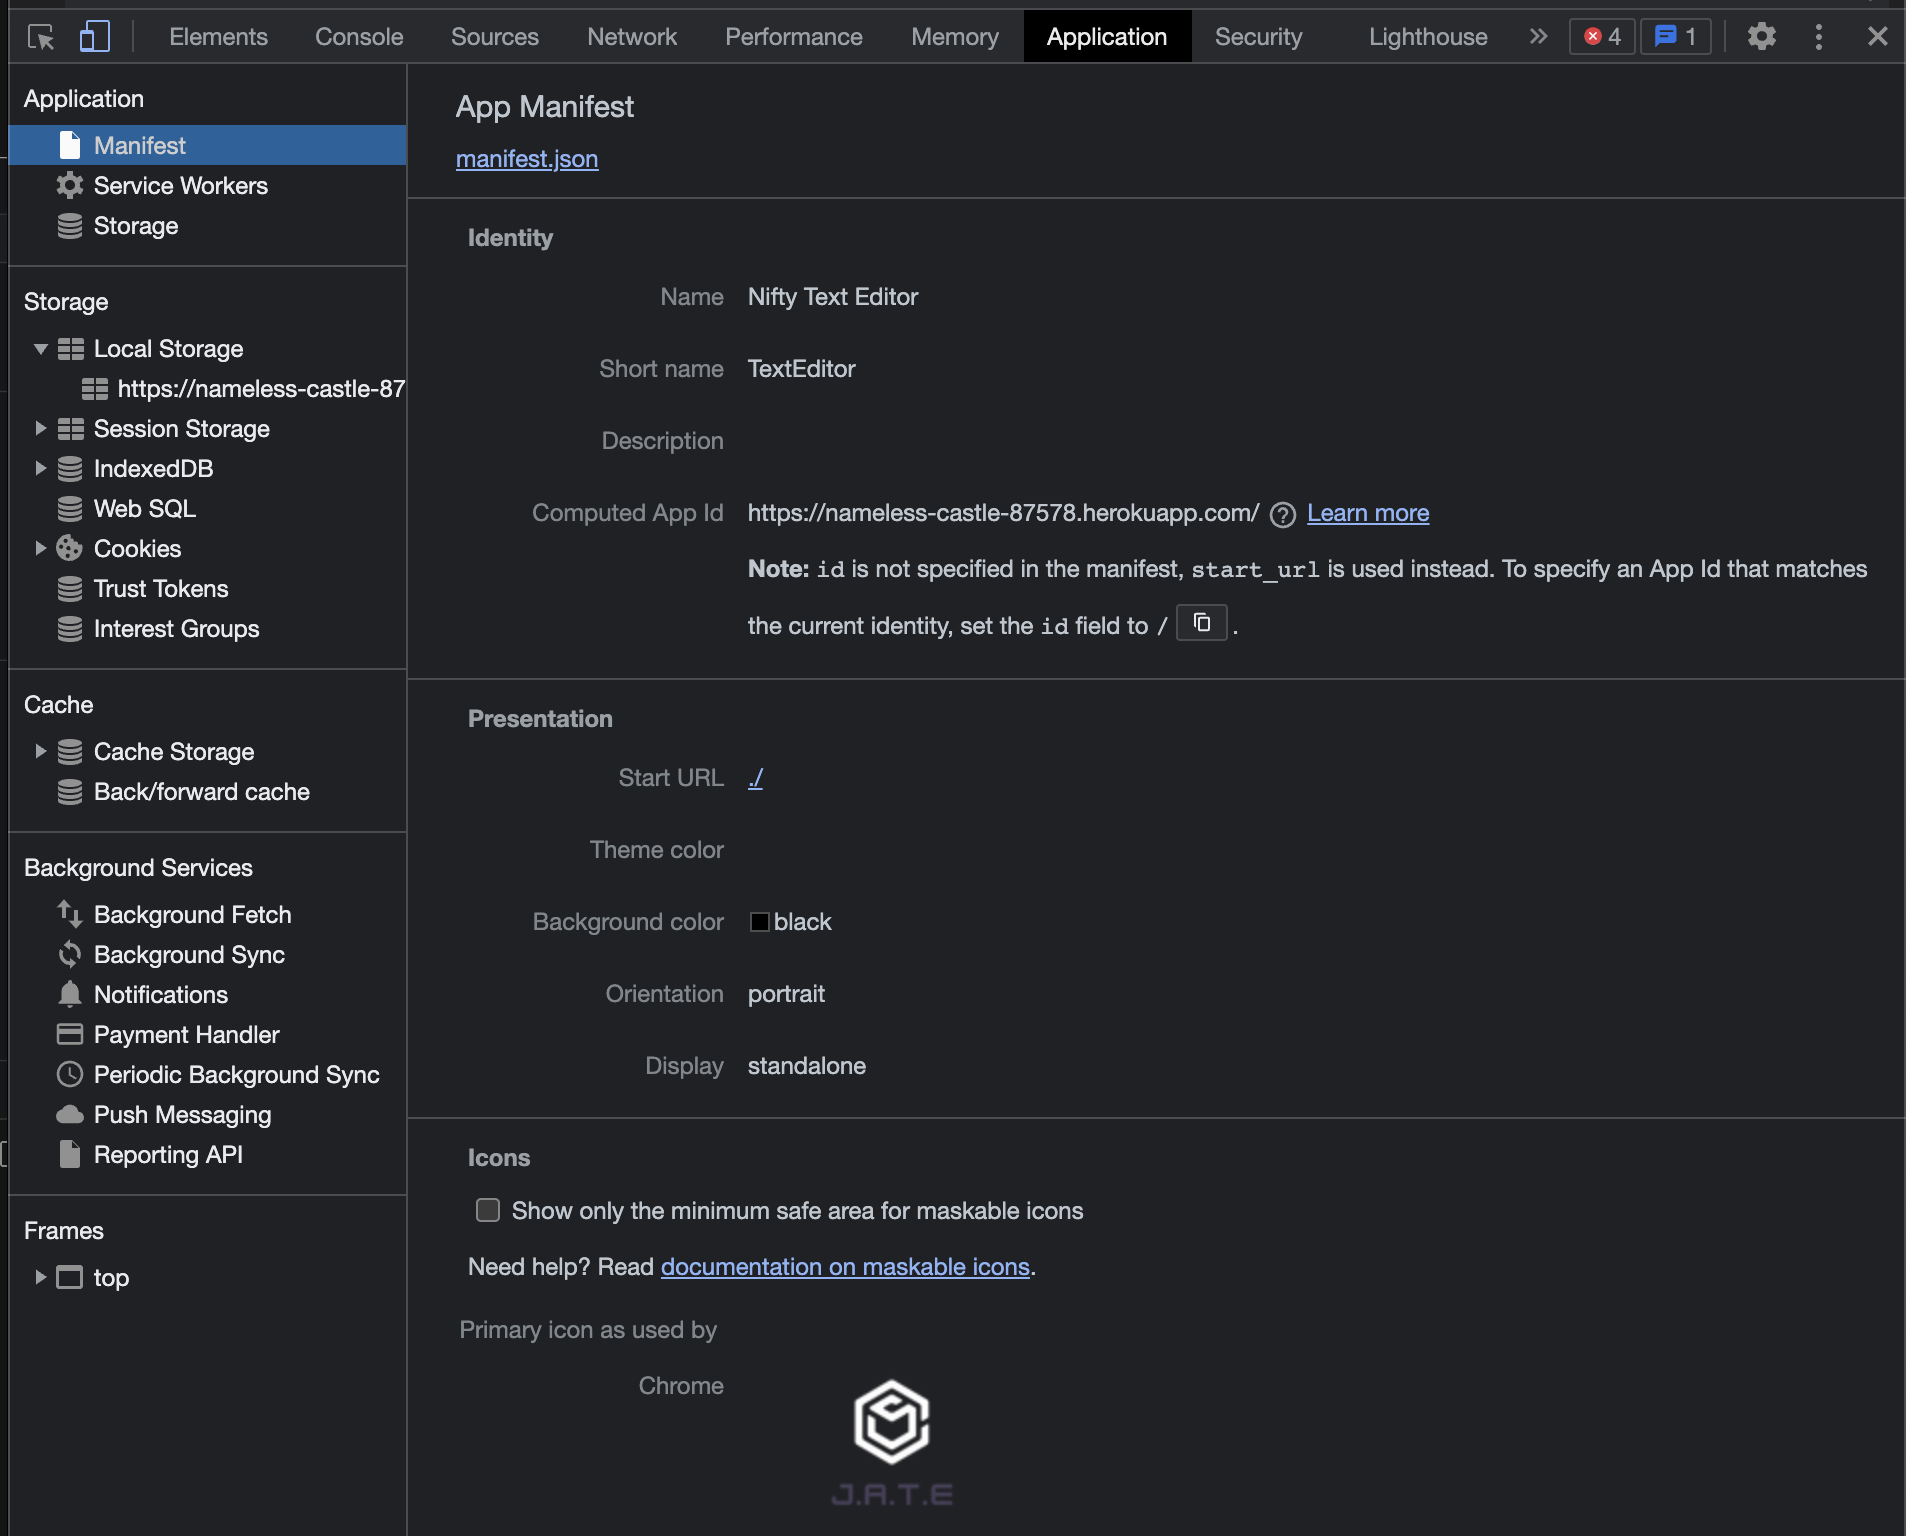 Elements Console Sources Network Performance Memory Application Security Lighthouse 4 1
Application
Manifest
Service Workers
Storage
Storage
Local Storage
https://nameless-castle-87
Session Storage
IndexedDB
Web SQL
Cookies
Trust Tokens
Interest Groups
Cache
Cache Storage
Back/forward cache
Background Services
Background Fetch
Background Sync
Notifications
Payment Handler
Periodic Background Sync
Push Messaging
Reporting API
Frames
top
App Manifest
manifest.json
Identity
Name Nifty Text Editor
Short name TextEditor
Description
Computed App Id https://nameless-castle-87578.herokuapp.com/ ? Learn more
Note: id is not specified in the manifest, start_url is used instead. To specify an App Id that matches
the current identity, set the id field to / .
Presentation
Start URL ./
Theme color
Background color black
Orientation portrait
Display standalone
Icons
Show only the minimum safe area for maskable icons
Need help? Read documentation on maskable icons.
Primary icon as used by
Chrome
J.A.T.E